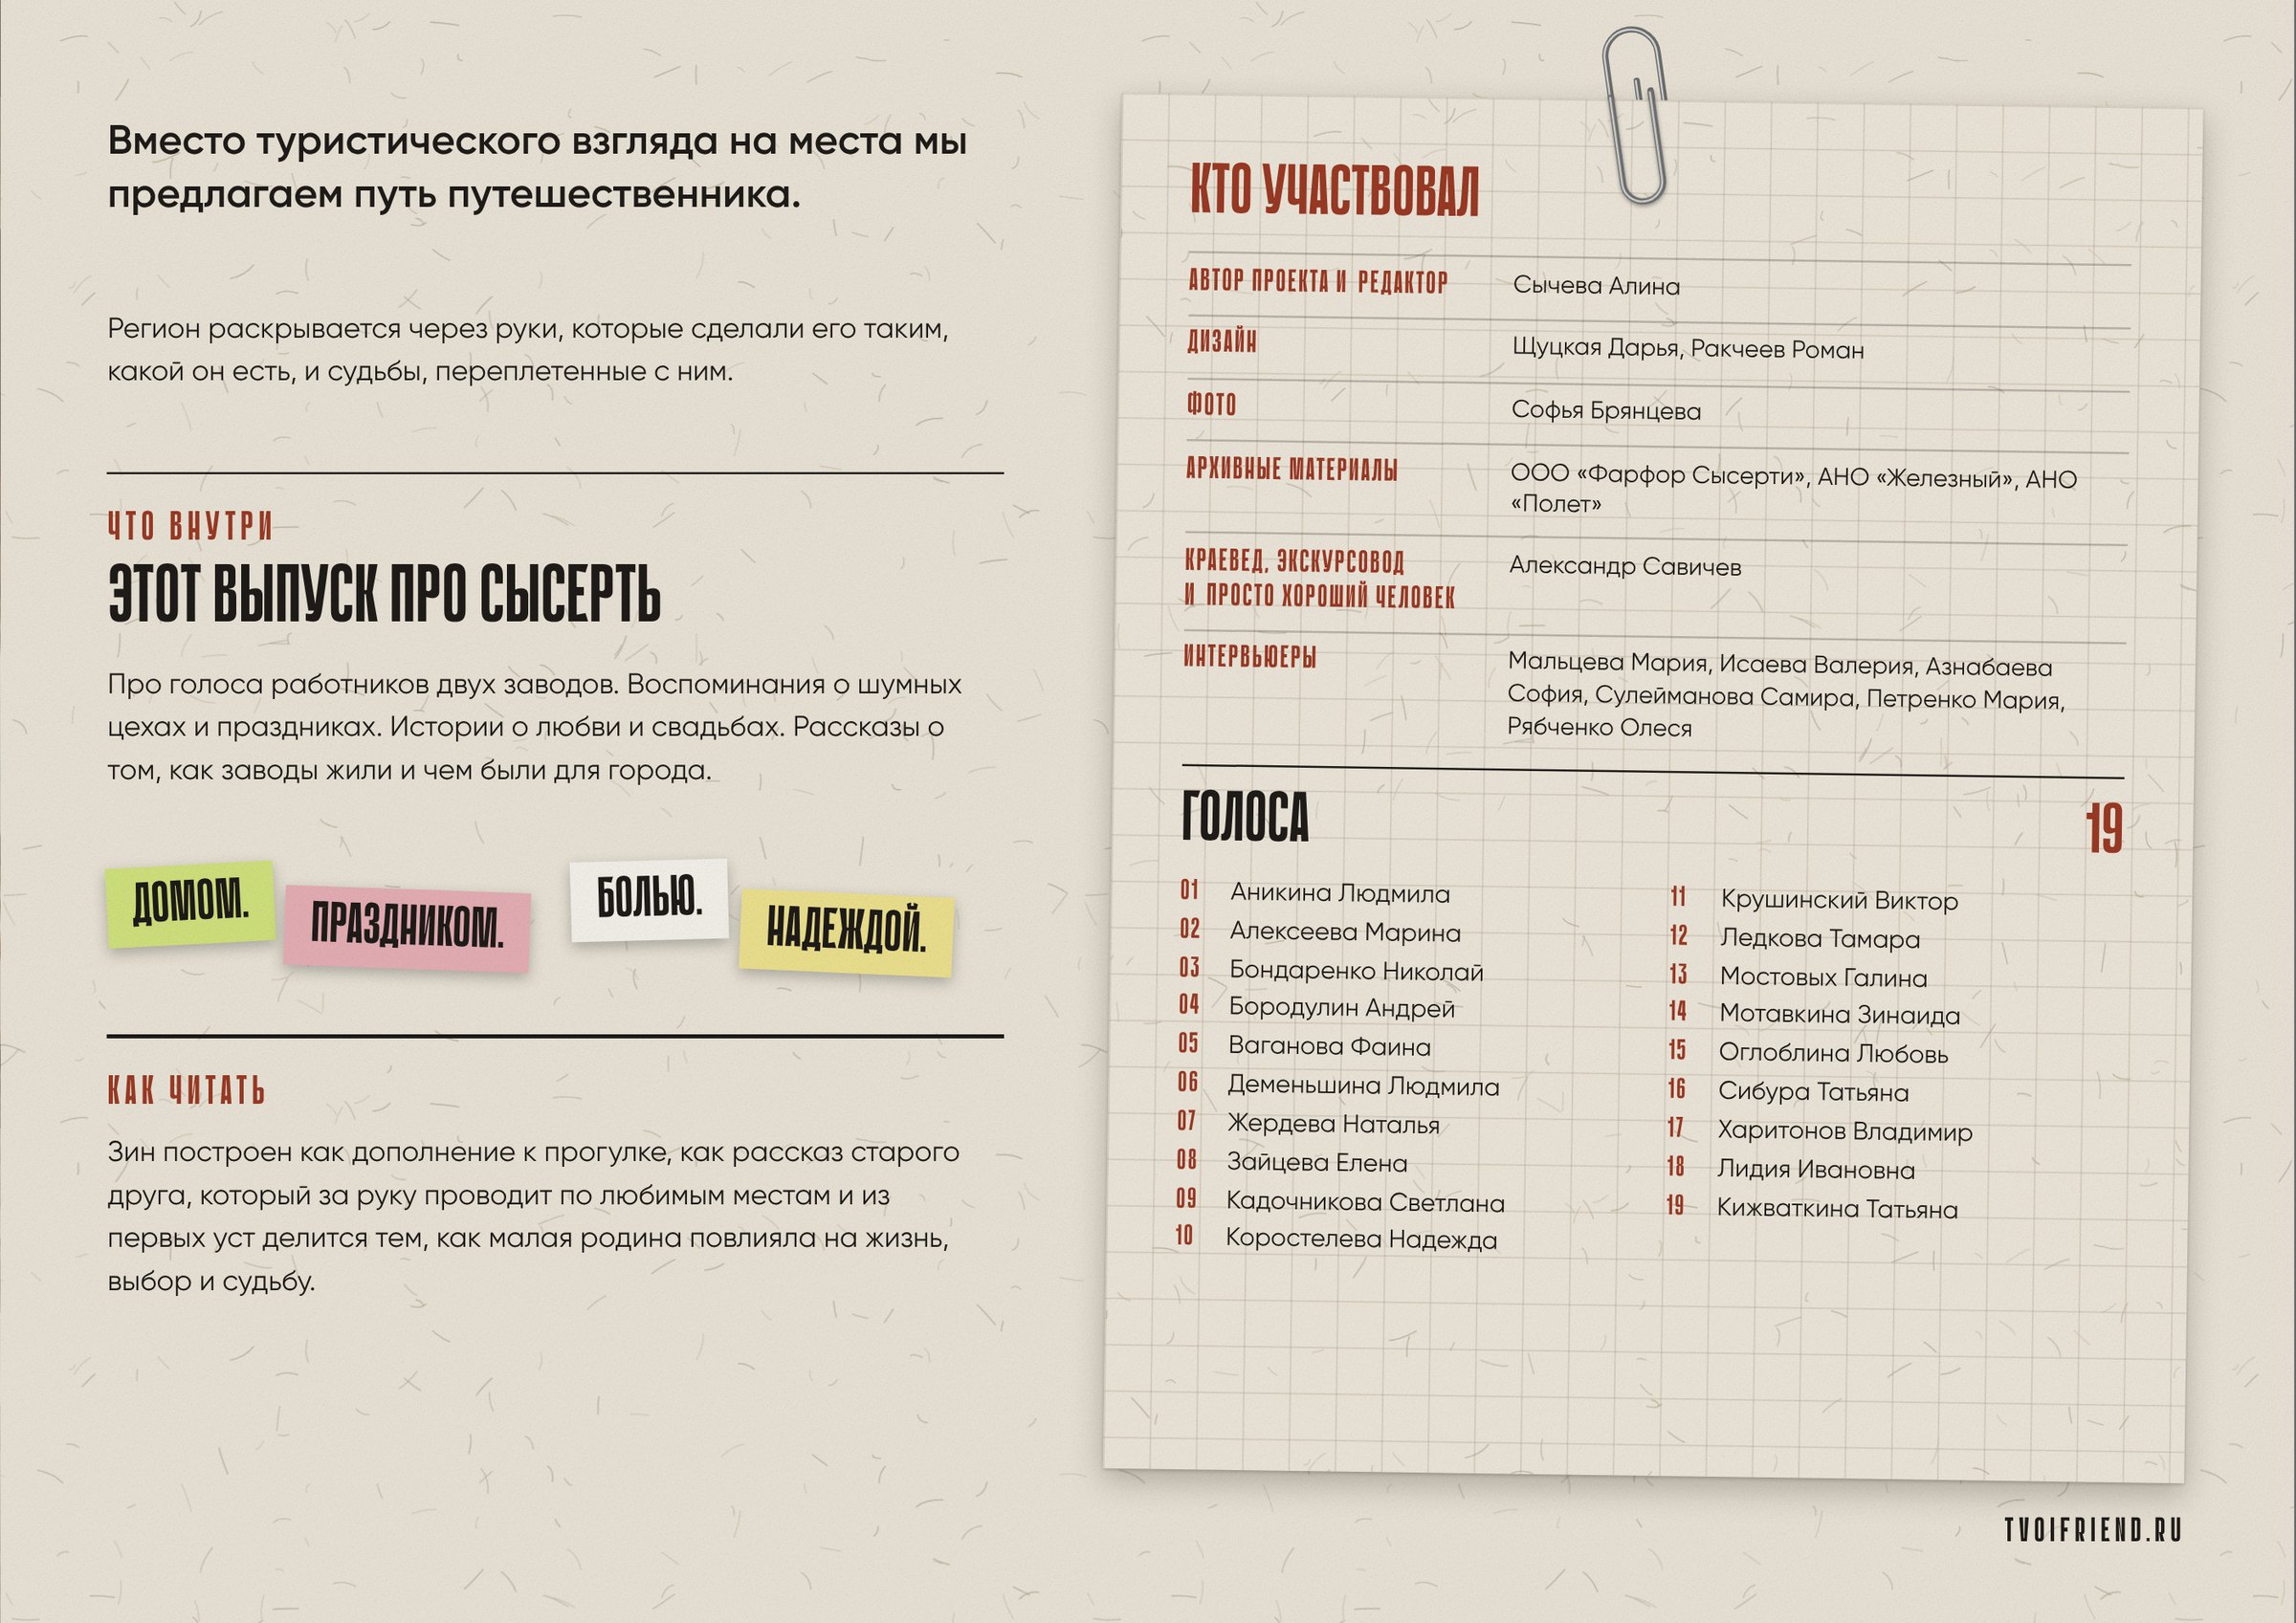 Вместо туристического взгляда на места мы
предлагаем путь путешественника.
Регион раскрывается через руки, которые сделали его таким,
какой он есть, и судьбы, переплетенные с ним.
ЧТО ВНУТРИ
ЭТОТ ВЫПУСК ПРО СЫСЕРТЬ
Про голоса работников двух заводов. Воспоминания о шумных
цехах и праздниках. Истории о любви и свадьбах. Рассказы о
том, как заводы жили и чем были для города.
ДОМОМ.
ПРАЗДНИКОМ.
БОЛЬЮ.
НАДЕЖДОЙ.
КАК ЧИТАТЬ
Зин построен как дополнение к прогулке, как рассказ старого
друга, который за руку проводит по любимым местам и из
первых уст делится тем, как малая родина повлияла на жизнь,
выбор и судьбу.
КТО УЧАСТВОВАЛ
АВТОР ПРОЕКТА И РЕДАКТОР
Сычева Алина
ДИЗАЙН
Щуцкая Дарья, Ракчеев Роман
ФОТО
Софья Брянцева
АРХИВНЫЕ МАТЕРИАЛЫ
ООО «Фарфор Сысерти», АНО «Железный», АНО
«Полет»
КРАЕВЕД, ЭКСКУРСОВОД
И ПРОСТО ХОРОШИЙ ЧЕЛОВЕК
Александр Савичев
ИНТЕРВЬЮЕРЫ
Мальцева Мария, Исаева Валерия, Азнабаева
София, Сулейманова Самира, Петренко Мария,
Рябченко Олеся
ГОЛОСА
19
01 Аникина Людмила
02 Алексеева Марина
03 Бондаренко Николай
04 Бородулин Андрей
05 Ваганова Фаина
06 Деменьшина Людмила
07 Жердева Наталья
08 Зайцева Елена
09 Кадочникова Светлана
10 Коростелева Надежда
11 Крушинский Виктор
12 Ледкова Тамара
13 Мостовых Галина
14 Мотавкина Зинаида
15 Оглоблина Любовь
16 Сибура Татьяна
17 Харитонов Владимир
18 Лидия Ивановна
19 Кижваткина Татьяна
TVOIFRIEND.RU